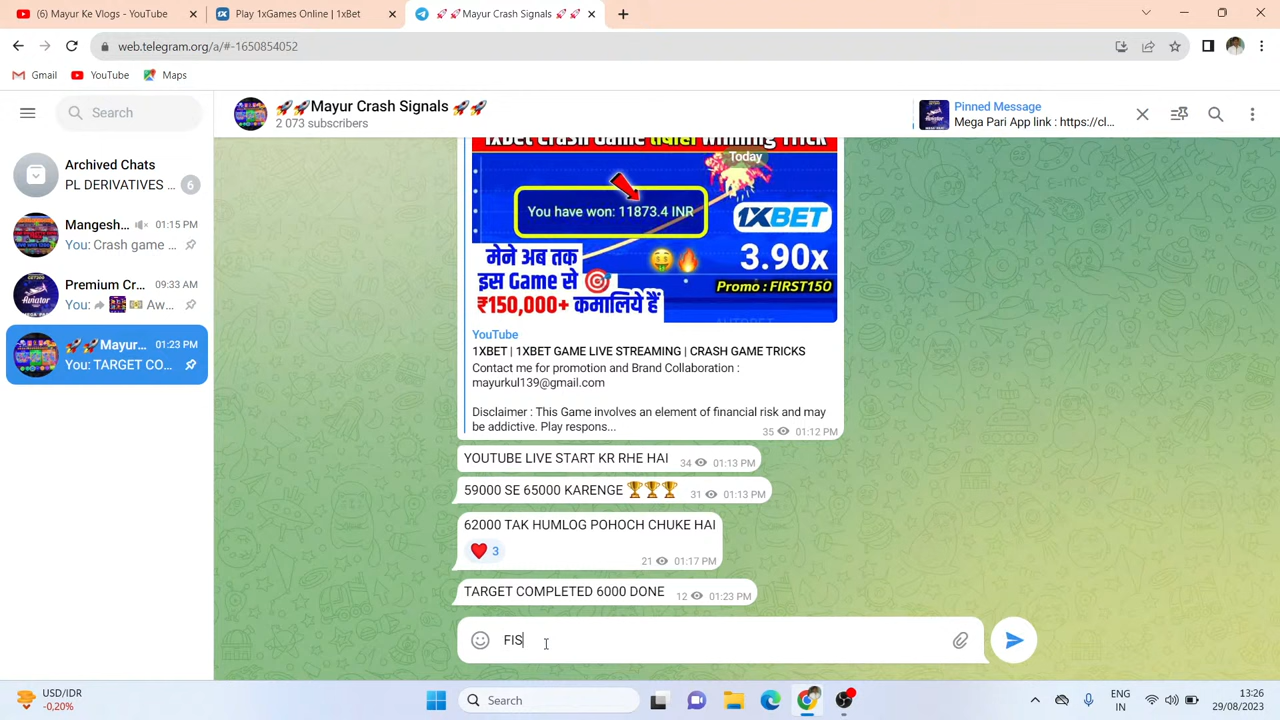 (6) Mayur Ke Vlogs - YouTube
Play 1xGames Online | 1xBet
🚀🚀Mayur Crash Signals 🚀🚀
web.telegram.org/a/#-1650854052
Gmail
YouTube
Maps
Search
🚀🚀Mayur Crash Signals 🚀🚀
2 073 subscribers
Pinned Message
Mega Pari App link : https://cl...
Archived Chats
PL DERIVATIVES ...
6
Mangesh...
01:15 PM
You: Crash game ...
Premium Cr...
09:33 AM
You: Aw...
🚀🚀Mayur...
01:23 PM
You: TARGET CO...
1xBet Crash Game तबाही Winning Trick
Today
You have won: 11873.4 INR
1XBET
मेने अब तक
इस Game से
₹150,000+ कमालिये हैं
3.90x
Promo : FIRST150
YouTube
1XBET | 1XBET GAME LIVE STREAMING | CRASH GAME TRICKS
Contact me for promotion and Brand Collaboration :
mayurkul139@gmail.com
Disclaimer : This Game involves an element of financial risk and may
be addictive. Play respons...
35 01:12 PM
YOUTUBE LIVE START KR RHE HAI 34 01:13 PM
59000 SE 65000 KARENGE 🏆🏆🏆 31 01:13 PM
62000 TAK HUMLOG POHOCH CHUKE HAI
❤️ 3
21 01:17 PM
TARGET COMPLETED 6000 DONE 12 01:23 PM
FIS
USD/IDR
-0,20%
Search
ENG
IN
13:26
29/08/2023